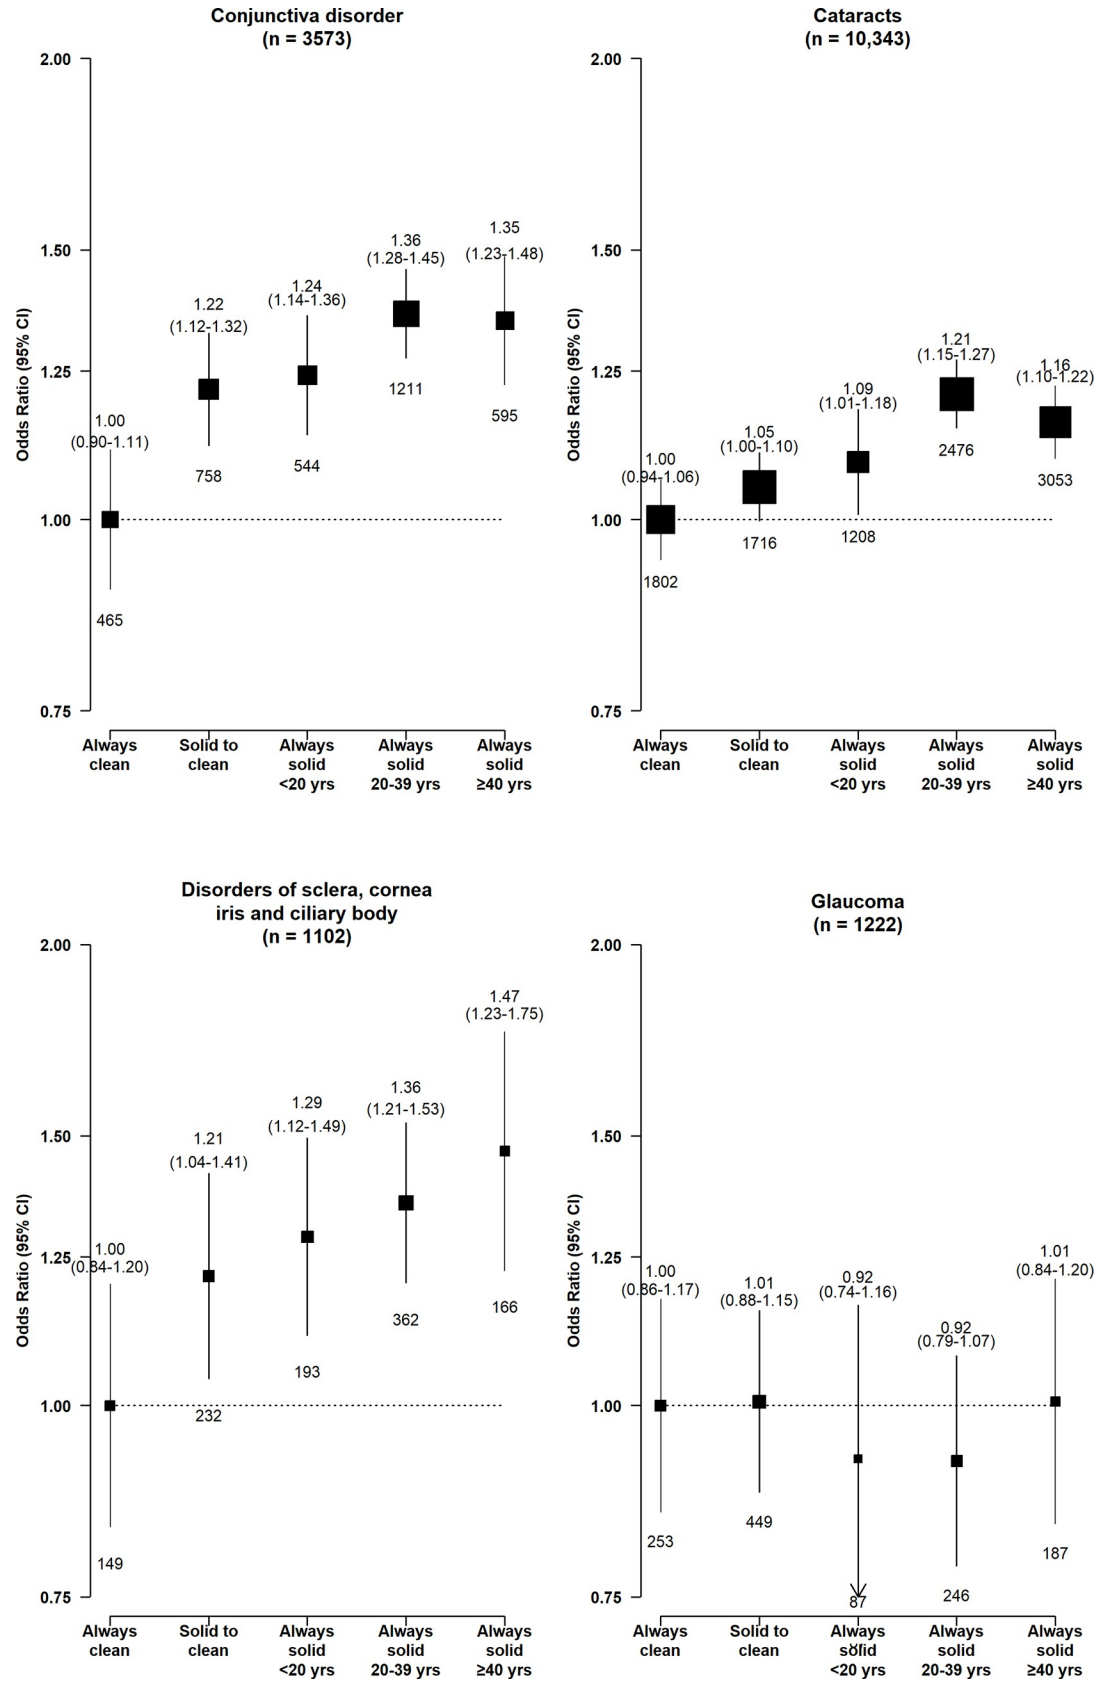 Conjunctiva disorder
(n = 3573)
Odds Ratio (95% CI)
2.00
1.50
1.25
1.00
0.75
1.00
(0.90-1.11)
465
1.22
(1.12-1.32)
758
1.24
(1.14-1.36)
544
1.36
(1.28-1.45)
1211
1.35
(1.23-1.48)
595
Always
clean
Solid to
clean
Always
solid
<20 yrs
Always
solid
20-39 yrs
Always
solid
≥40 yrs
Cataracts
(n = 10,343)
Odds Ratio (95% CI)
2.00
1.50
1.25
1.00
0.75
1.00
(0.94-1.06)
1802
1.05
(1.00-1.10)
1716
1.09
(1.01-1.18)
1208
1.21
(1.15-1.27)
2476
1.16
(1.10-1.22)
3053
Always
clean
Solid to
clean
Always
solid
<20 yrs
Always
solid
20-39 yrs
Always
solid
≥40 yrs
Disorders of sclera, cornea
iris and ciliary body
(n = 1102)
Odds Ratio (95% CI)
2.00
1.50
1.25
1.00
0.75
1.00
(0.84-1.20)
149
1.21
(1.04-1.41)
232
1.29
(1.12-1.49)
193
1.36
(1.21-1.53)
362
1.47
(1.23-1.75)
166
Always
clean
Solid to
clean
Always
solid
<20 yrs
Always
solid
20-39 yrs
Always
solid
≥40 yrs
Glaucoma
(n = 1222)
Odds Ratio (95% CI)
2.00
1.50
1.25
1.00
0.75
1.00
(0.86-1.17)
253
1.01
(0.88-1.15)
449
0.92
(0.74-1.16)
87
0.92
(0.79-1.07)
246
1.01
(0.84-1.20)
187
Always
clean
Solid to
clean
Always
solid
<20 yrs
Always
solid
20-39 yrs
Always
solid
≥40 yrs